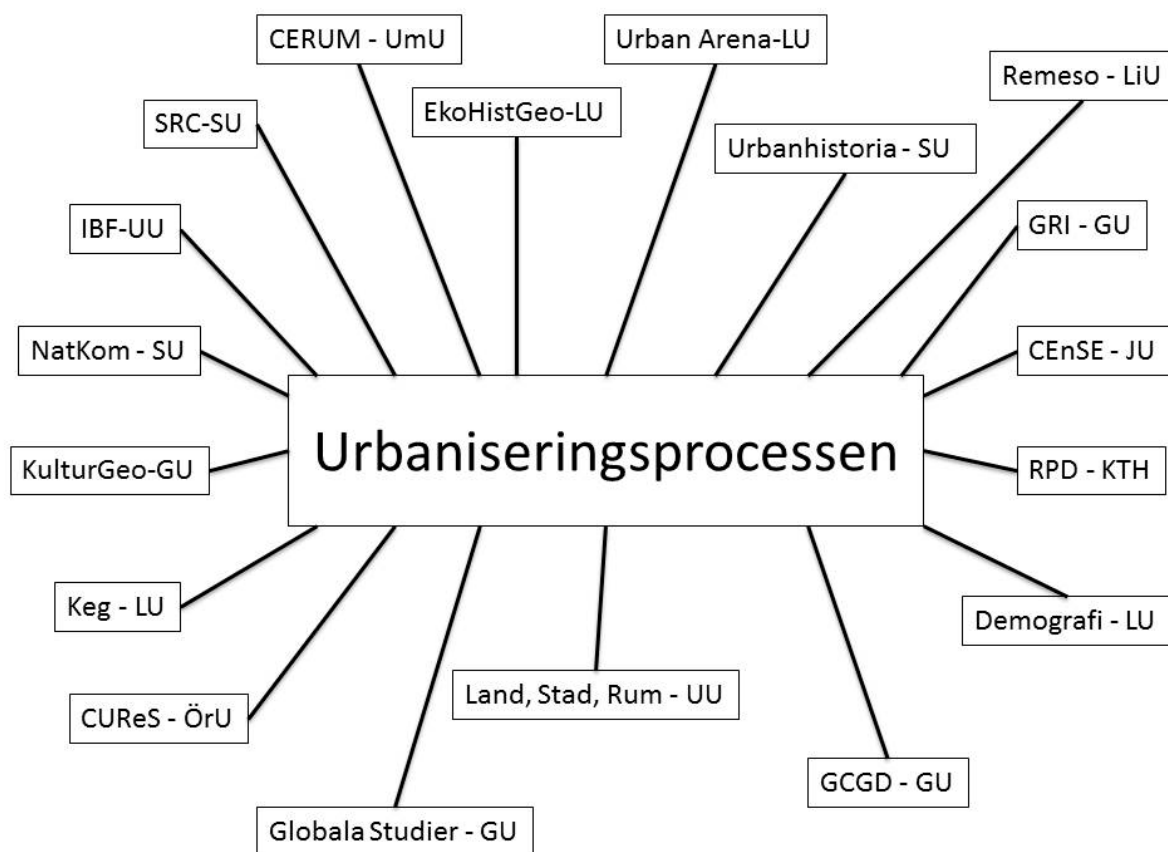 CERUM - UmU
Urban Arena-LU
Remeso - LiU
EkoHistGeo-LU
SRC-SU
Urbanhistoria - SU
IBF-UU
GRI - GU
NatKom - SU
CEnSE - JU
Urbaniseringsprocessen
KulturGeo-GU
RPD - KTH
Keg - LU
Demografi - LU
Land, Stad, Rum - UU
CUReS - ÖrU
GCGD - GU
Globala Studier - GU